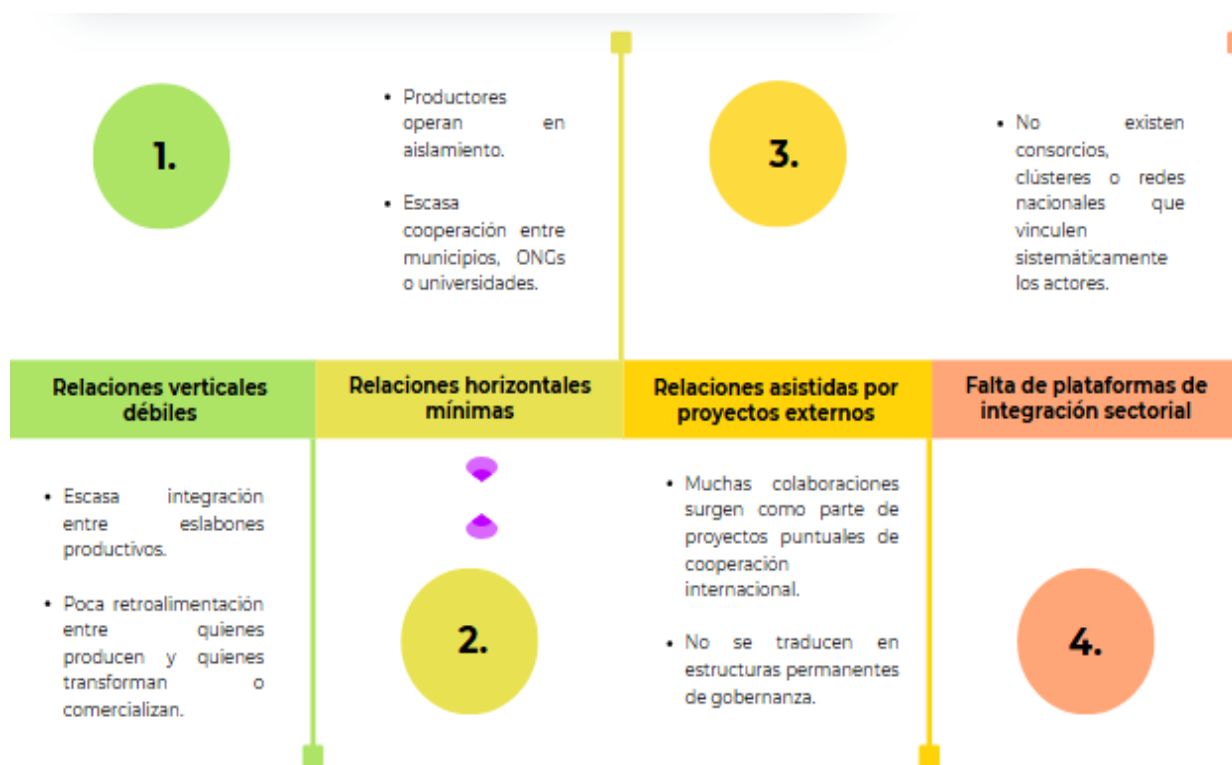 1.
Relaciones verticales
débiles
• Escasa integración
entre eslabones
productivos.
• Poca retroalimentación
entre quienes
producen y quienes
transforman o
comercializan.
• Productores
operan en
aislamiento.
• Escasa
cooperación entre
municipios, ONGs
o universidades.
Relaciones horizontales
mínimas
2.
3.
Relaciones asistidas por
proyectos externos
• Muchas colaboraciones
surgen como parte de
proyectos puntuales de
cooperación
internacional.
• No se traducen en
estructuras permanentes
de gobernanza.
• No existen
consorcios,
clústeres o redes
nacionales que
vinculen
sistemáticamente
los actores.
Falta de plataformas de
integración sectorial
4.